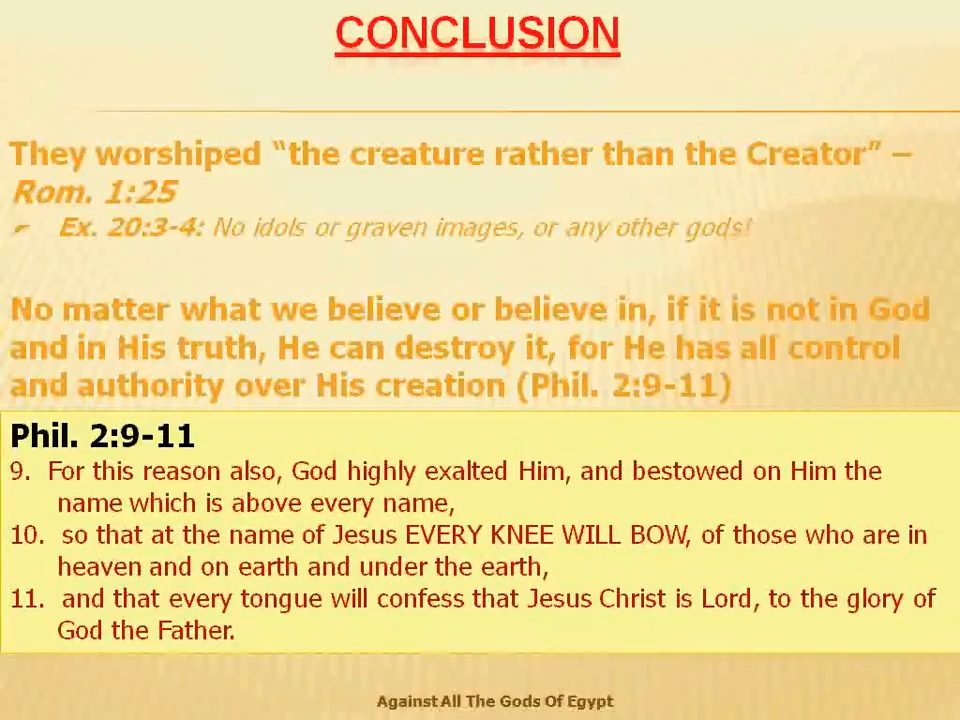 CONCLUSION
They worshiped “the creature rather than the Creator” –
Rom. 1:25
Ex. 20:3-4: No idols or graven images, or any other gods!
No matter what we believe or believe in, if it is not in God
and in His truth, He can destroy it, for He has all control
and authority over His creation (Phil. 2:9-11)
Phil. 2:9-11
9. For this reason also, God highly exalted Him, and bestowed on Him the
name which is above every name,
10. so that at the name of Jesus EVERY KNEE WILL BOW, of those who are in
heaven and on earth and under the earth,
11. and that every tongue will confess that Jesus Christ is Lord, to the glory of
God the Father.
Against All The Gods Of Egypt